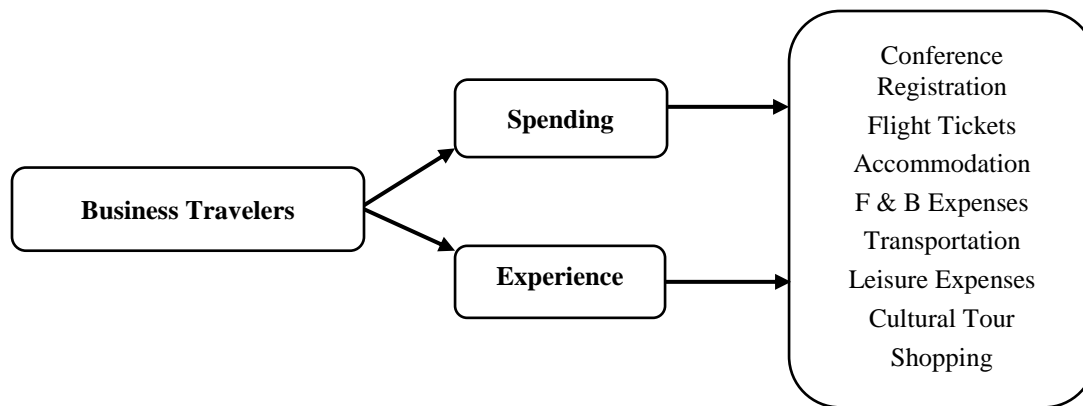 Business Travelers
Spending
Experience
Conference
Registration
Flight Tickets
Accommodation
F & B Expenses
Transportation
Leisure Expenses
Cultural Tour
Shopping